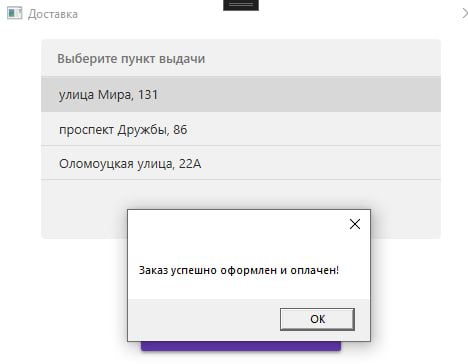 Доставка
Выберите пункт выдачи
улица Мира, 131
проспект Дружбы, 86
Оломоуцкая улица, 22А
Заказ успешно оформлен и оплачен!
OK